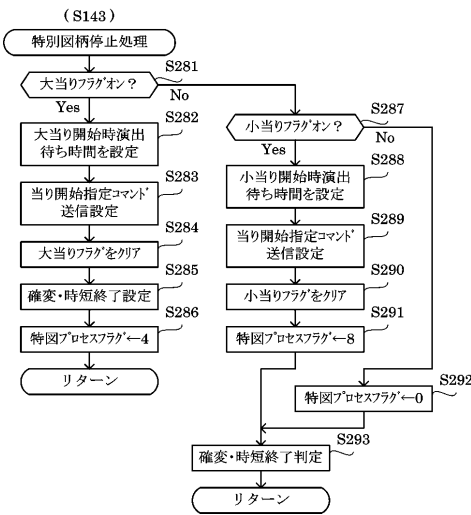 (S143)
特別図柄停止処理
S281
大当りフラグオン？
Yes
No
S282
大当り開始時演出
待ち時間を設定
S283
当り開始指定コマンド
送信設定
S284
大当りフラグをクリア
S285
確変・時短終了設定
S286
特図プロセスフラグ←4
リターン
S287
小当りフラグオン？
Yes
No
S288
小当り開始時演出
待ち時間を設定
S289
当り開始指定コマンド
送信設定
S290
小当りフラグをクリア
S291
特図プロセスフラグ←8
S292
特図プロセスフラグ←0
S293
確変・時短終了判定
リターン